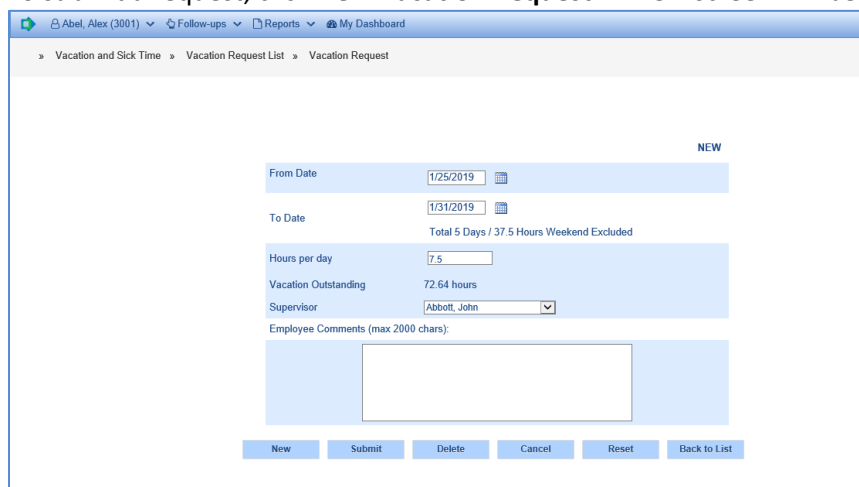 Abel, Alex (3001) Follow-ups Reports My Dashboard
» Vacation and Sick Time » Vacation Request List » Vacation Request
NEW
From Date 1/25/2019
To Date 1/31/2019
Total 5 Days / 37.5 Hours Weekend Excluded
Hours per day 7.5
Vacation Outstanding 72.64 hours
Supervisor Abbott, John
Employee Comments (max 2000 chars):
New Submit Delete Cancel Reset Back to List